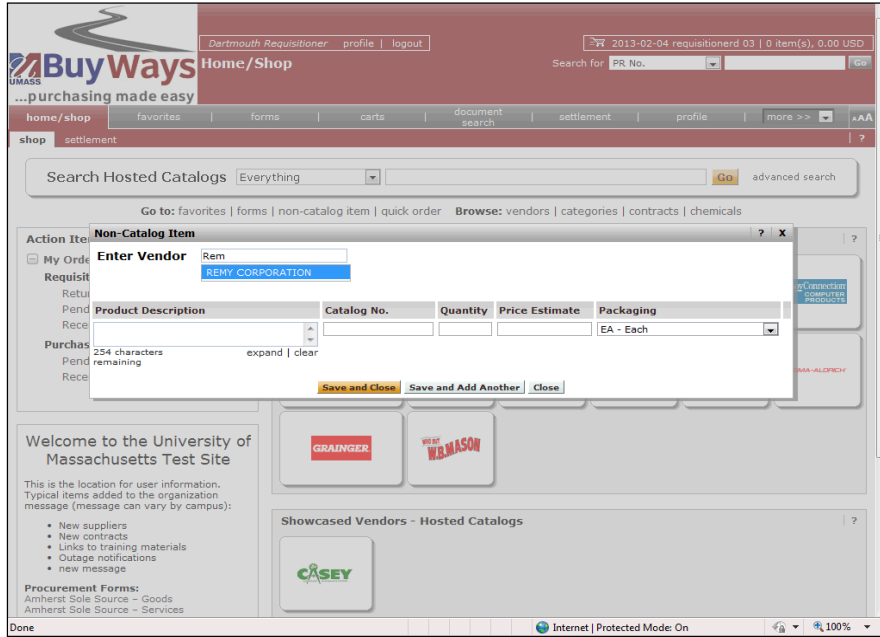 Dartmouth Requisitioner profile | logout
2013-02-04 requisitionerd 03 | 0 item(s), 0.00 USD
UMASS BuyWays
...purchasing made easy
Home/Shop
Search for PR No. Go
home/shop favorites | forms | carts | document search | settlement | profile | more >> AAA
shop settlement | ?
Search Hosted Catalogs Everything Go advanced search
Go to: favorites | forms | non-catalog item | quick order Browse: vendors | categories | contracts | chemicals
Action Ite
?
My Orde
Requisit
Retu
Pend
Rece
Purchas
Pend
Rece
Non-Catalog Item ? X
Enter Vendor Rem
REMY CORPORATION
Product Description Catalog No. Quantity Price Estimate Packaging
EA - Each
254 characters remaining
expand | clear
Save and Close Save and Add Another Close
Connection
COMPUTER
PRODUCTS
MA-ALDRICH
GRAINGER
WHO BUT
W.B.MASON
Welcome to the University of
Massachusetts Test Site
This is the location for user information.
Typical items added to the organization
message (message can vary by campus):
• New suppliers
• New contracts
• Links to training materials
• Outage notifications
• new message
Procurement Forms:
Amherst Sole Source – Goods
Amherst Sole Source – Services
Showcased Vendors - Hosted Catalogs | ?
CASEY
Done Internet | Protected Mode: On 100%